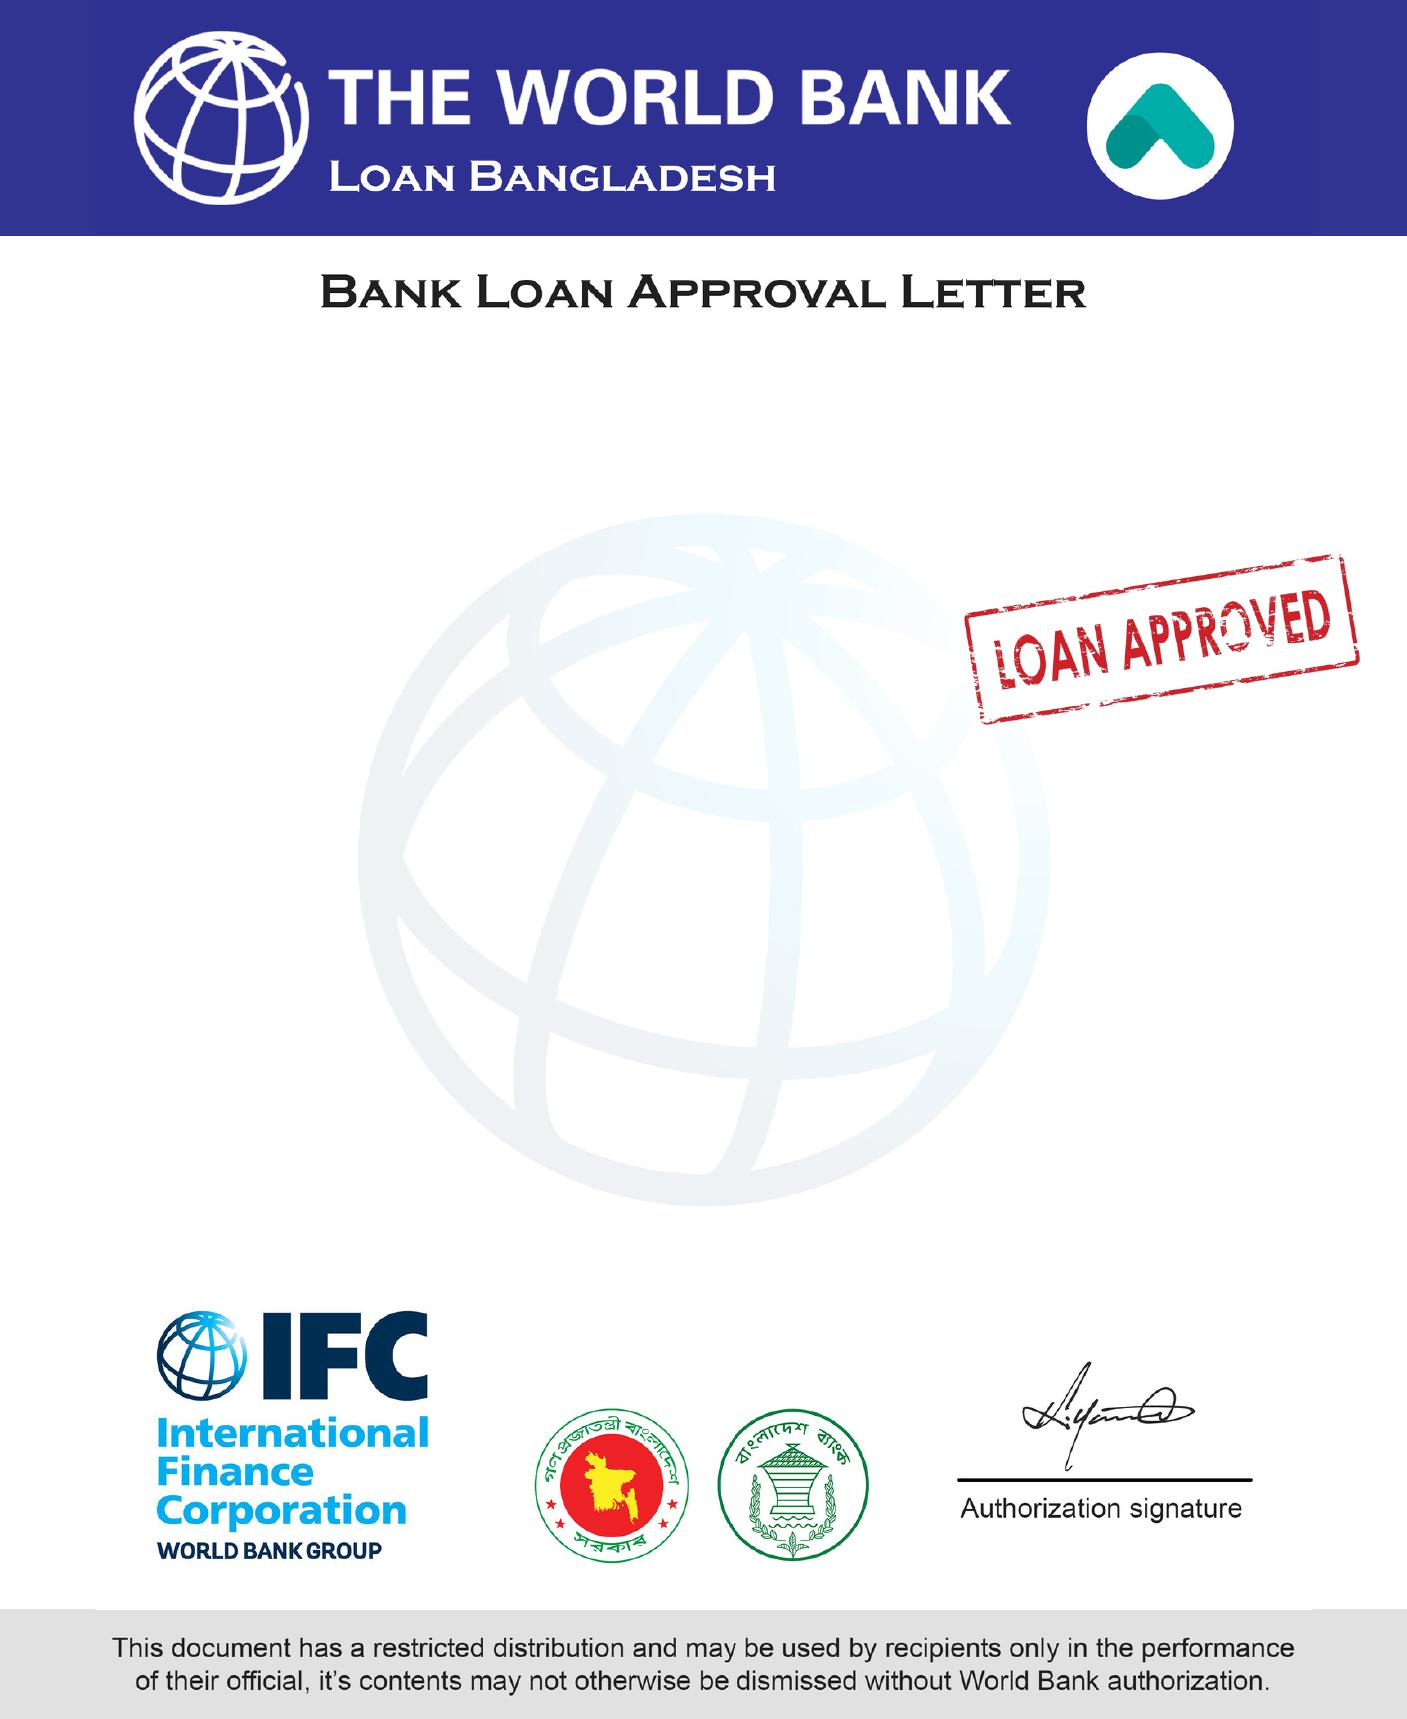 THE WORLD BANK
LOAN BANGLADESH
BANK LOAN APPROVAL LETTER
LOAN APPROVED
IFC
International
Finance
Corporation
WORLD BANK GROUP
গণপ্রজাতন্ত্রী বাংলাদেশ
সরকার
বাংলাদেশ ব্যাংক
Authorization signature
This document has a restricted distribution and may be used by recipients only in the performance
of their official, it's contents may not otherwise be dismissed without World Bank authorization.